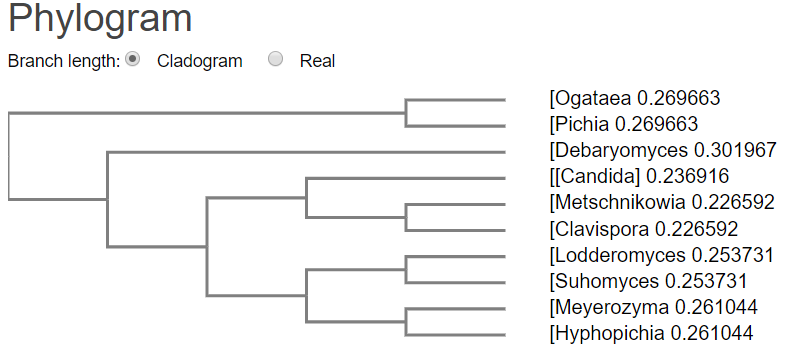 Phylogram
Branch length: Cladogram Real
[Ogataea 0.269663
[Pichia 0.269663
[Debaryomyces 0.301967
[[Candida] 0.236916
[Metschnikowia 0.226592
[Clavispora 0.226592
[Lodderomyces 0.253731
[Suhomyces 0.253731
[Meyerozyma 0.261044
[Hyphopichia 0.261044